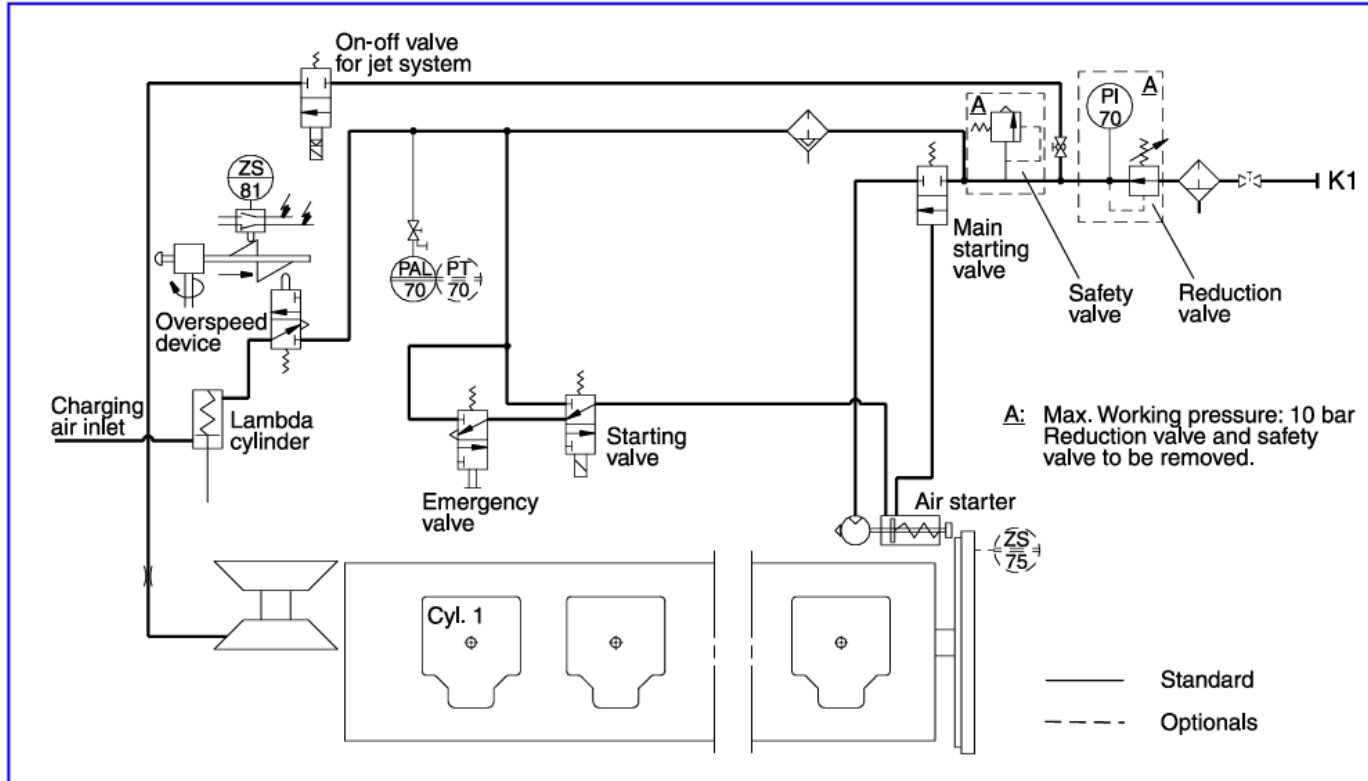 On-off valve
for jet system
A
PI
70
A
ZS
81
K1
Main
starting
valve
PAL
70
PT
70
Safety
valve
Reduction
valve
Overspeed
device
Charging
air inlet
Lambda
cylinder
Starting
valve
A: Max. Working pressure: 10 bar
Reduction valve and safety
valve to be removed.
Emergency
valve
Air starter
ZS
75
Cyl. 1
Standard
Optionals